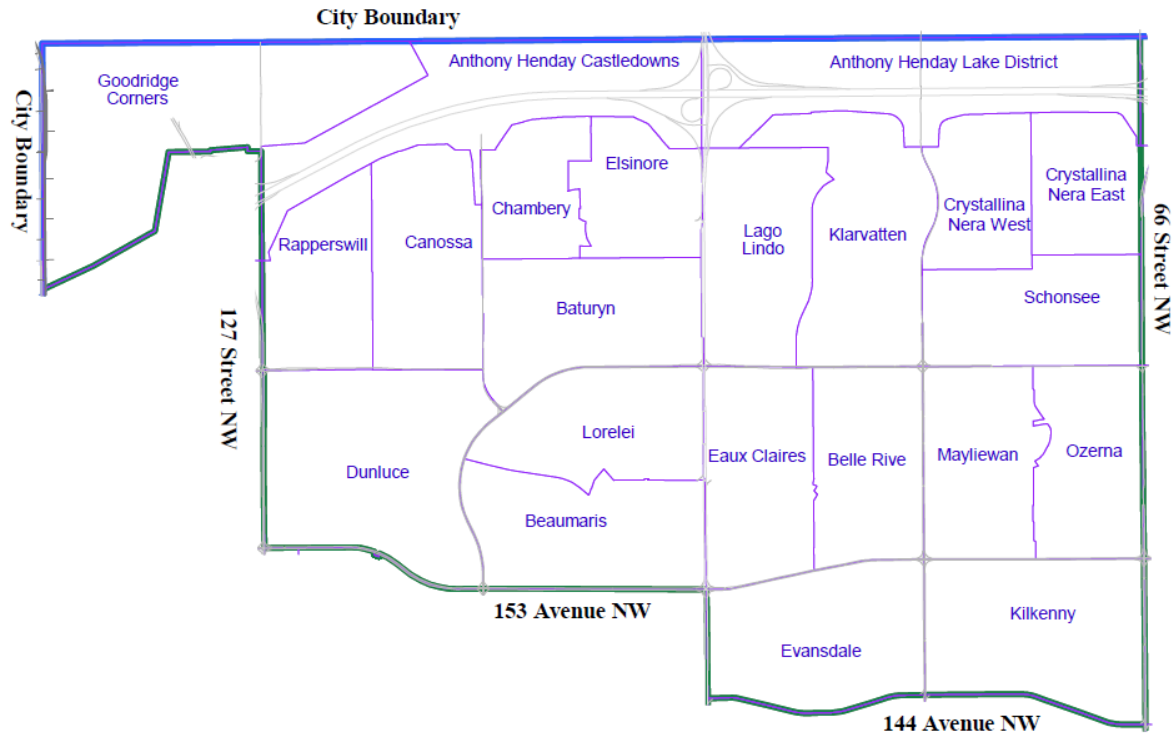 City Boundary
Goodridge
Corners
Anthony Henday Castledowns
Anthony Henday Lake District
City Boundary
Elsinore
Chambery
Rapperswill
Canossa
Lago
Lindo
Klarvatten
Crystallina
Nera West
Crystallina
Nera East
66 Street NW
Baturyn
Schonsee
127 Street NW
Lorelei
Dunluce
Eaux Claires
Belle Rive
Mayliewan
Ozerna
Beaumaris
153 Avenue NW
Evansdale
Kilkenny
144 Avenue NW